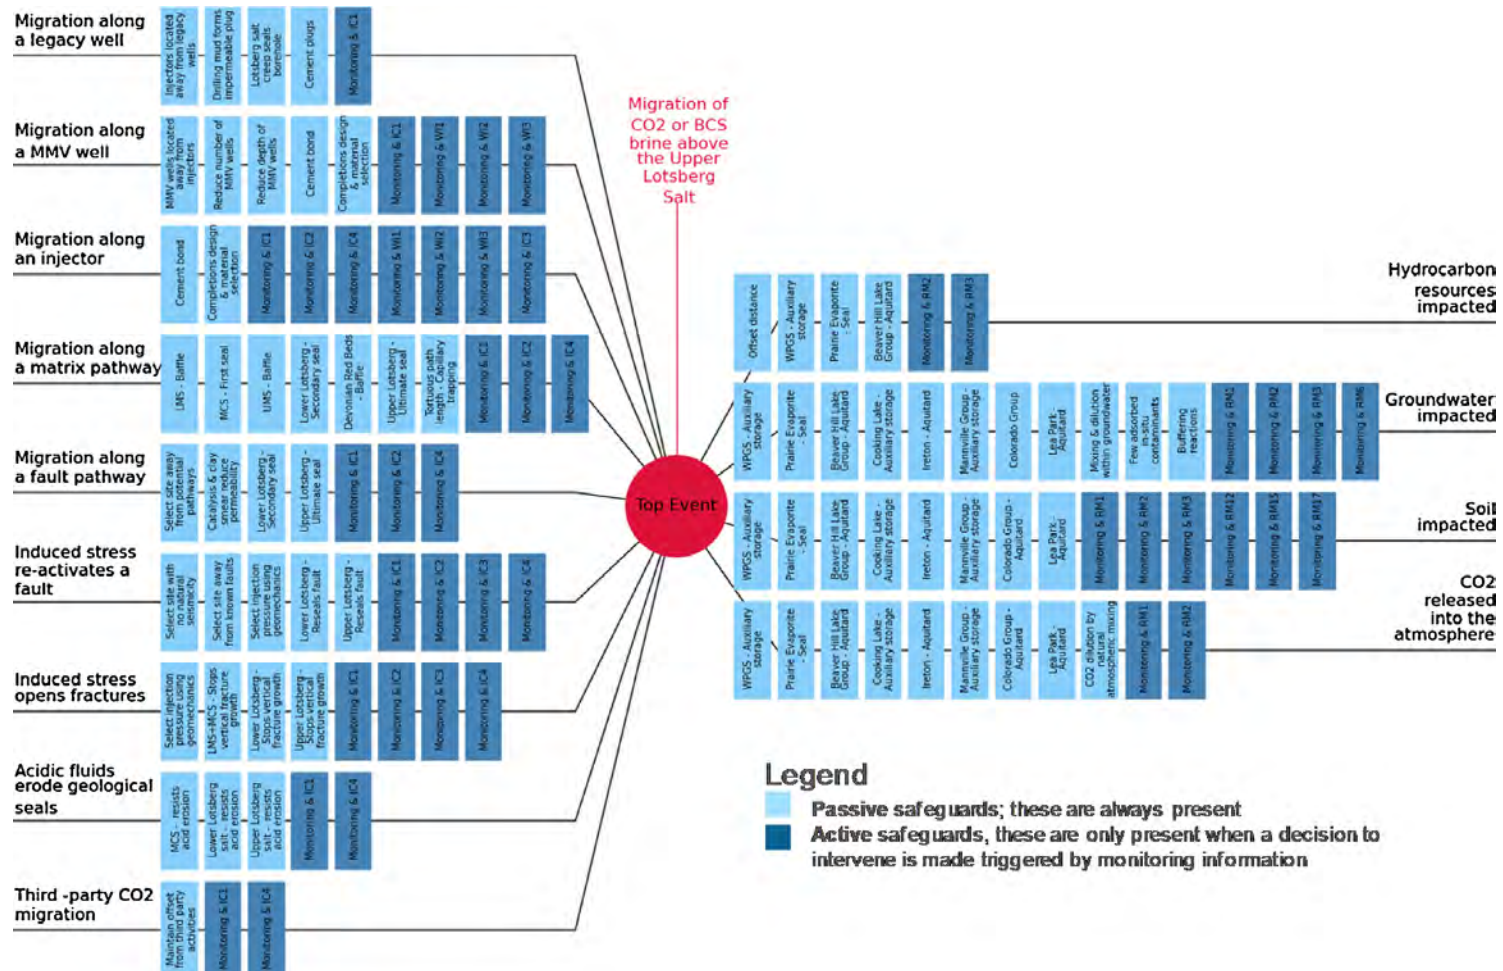 Migration along
a legacy well
Injectors located
away from legacy
wells
Drilling mud forms
impermeable plug
Lotsberg salt
creep seals
borehole
Cement plugs
Monitoring & IC1
Migration along
a MMV well
MMV wells located
away from
injectors
Reduce number of
MMV wells
Reduce depth of
MMV wells
Cement bond
Completions design
& material
selection
Monitoring & IC1
Monitoring & WI1
Monitoring & WI2
Monitoring & WI3
Migration along
an injector
Cement bond
Completions design
& material
selection
Monitoring & IC1
Monitoring & IC2
Monitoring & IC4
Monitoring & WI1
Monitoring & WI2
Monitoring & WI3
Monitoring & IC3
Migration along
a matrix pathway
LMS - Baffle
MCS - First seal
UMS - Baffle
Lower Lotsberg -
Secondary seal
Devonian Red Beds
- Baffle
Upper Lotsberg -
Ultimate seal
Tortuous path
length - Capillary
trapping
Monitoring & IC1
Monitoring & IC2
Monitoring & IC4
Migration along
a fault pathway
Select site away
from potential
pathways
Catalysis & clay
smear reduce
permeability
Lower Lotsberg -
Secondary seal
Upper Lotsberg -
Ultimate seal
Monitoring & IC1
Monitoring & IC2
Monitoring & IC4
Induced stress
re-activates a
fault
Select site with
no natural
seismicity
Select site away
from known faults
Select injection
pressure using
geomechanics
Lower Lotsberg -
Reseals fault
Upper Lotsberg -
Reseals fault
Monitoring & IC1
Monitoring & IC2
Monitoring & IC3
Monitoring & IC4
Induced stress
opens fractures
Select injection
pressure using
geomechanics
LMS+MCS - Stops
vertical fracture
growth
Lower Lotsberg -
Stops vertical
fracture growth
Upper Lotsberg -
Stops vertical
fracture growth
Monitoring & IC1
Monitoring & IC2
Monitoring & IC3
Monitoring & IC4
Acidic fluids
erode geological
seals
MCS - resists
acid erosion
Lower Lotsberg
salt - resists
acid erosion
Upper Lotsberg
salt - resists
acid erosion
Monitoring & IC1
Monitoring & IC4
Third -party CO2
migration
Maintain offset
from third party
activities
Monitoring & IC1
Monitoring & IC4
Migration of
CO2 or BCS
brine above
the Upper
Lotsberg
Salt
Top Event
Hydrocarbon
resources
impacted
Offset distance
WPGS - Auxiliary
storage
Prairie Evaporite
- Seal
Beaver Hill Lake
Group - Aquitard
Monitoring & RM2
Monitoring & RM3
Groundwater
impacted
WPGS - Auxiliary
storage
Prairie Evaporite
- Seal
Beaver Hill Lake
Group - Aquitard
Cooking Lake -
Auxiliary storage
Ireton - Aquitard
Mannville Group -
Auxiliary storage
Colorado Group
Lea Park -
Aquitard
Mixing & dilution
within groundwater
Few adsorbed
in-situ
contaminants
Buffering
reactions
Monitoring & RM1
Monitoring & RM2
Monitoring & RM3
Monitoring & RM6
Soil
impacted
WPGS - Auxiliary
storage
Prairie Evaporite
- Seal
Beaver Hill Lake
Group - Aquitard
Cooking Lake -
Auxiliary storage
Ireton - Aquitard
Mannville Group -
Auxiliary storage
Colorado Group -
Aquitard
Lea Park -
Aquitard
Monitoring & RM1
Monitoring & RM2
Monitoring & RM3
Monitoring & RM12
Monitoring & RM15
Monitoring & RM17
CO2
released
into the
atmosphere
WPGS - Auxiliary
storage
Prairie Evaporite
- Seal
Beaver Hill Lake
Group - Aquitard
Cooking Lake -
Auxiliary storage
Ireton - Aquitard
Mannville Group -
Auxiliary storage
Colorado Group -
Aquitard
Lea Park -
Aquitard
CO2 dilution by
natural
atmospheric mixing
Monitoring & RM1
Monitoring & RM2
Legend
Passive safeguards; these are always present
Active safeguards, these are only present when a decision to
intervene is made triggered by monitoring information